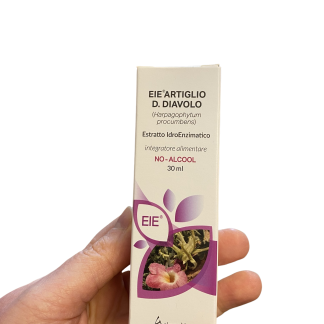 EIE®ARTIGLIO
D. DIAVOLO
(Harpagophytum
procumbens)
Estratto IdroEnzimatico
integratore alimentare
NO-ALCOOL
30 ml
EIE®